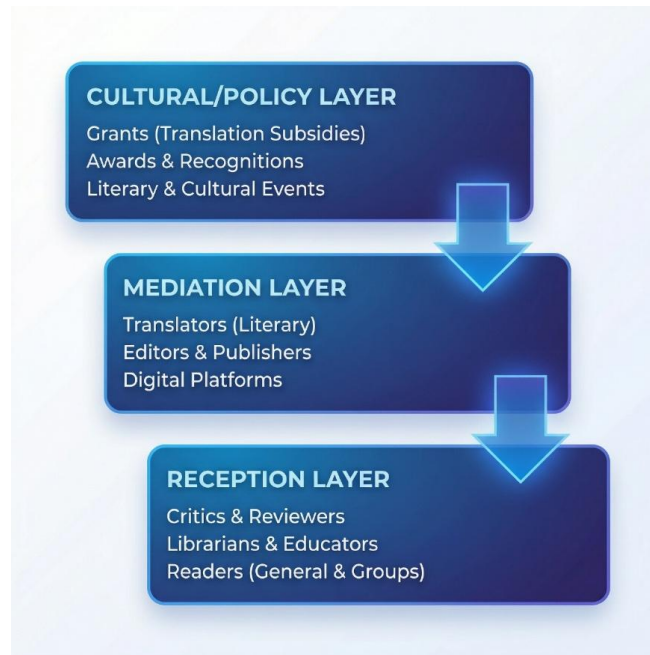 CULTURAL/POLICY LAYER
Grants (Translation Subsidies)
Awards & Recognitions
Literary & Cultural Events
MEDIATION LAYER
Translators (Literary)
Editors & Publishers
Digital Platforms
RECEPTION LAYER
Critics & Reviewers
Librarians & Educators
Readers (General & Groups)